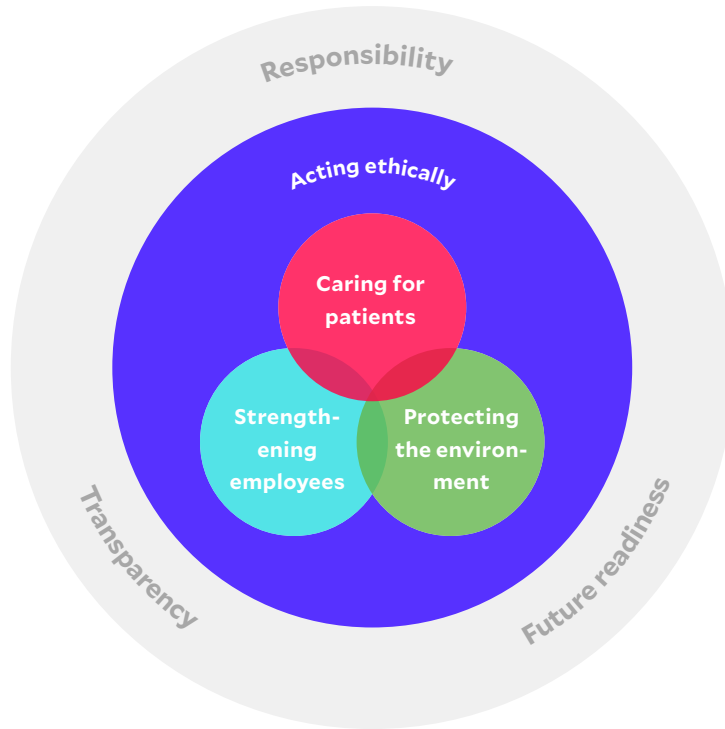 Responsibility
Acting ethically
Caring for
patients
Strength-
ening
employees
Protecting
the environ-
ment
Transparency
Future readiness